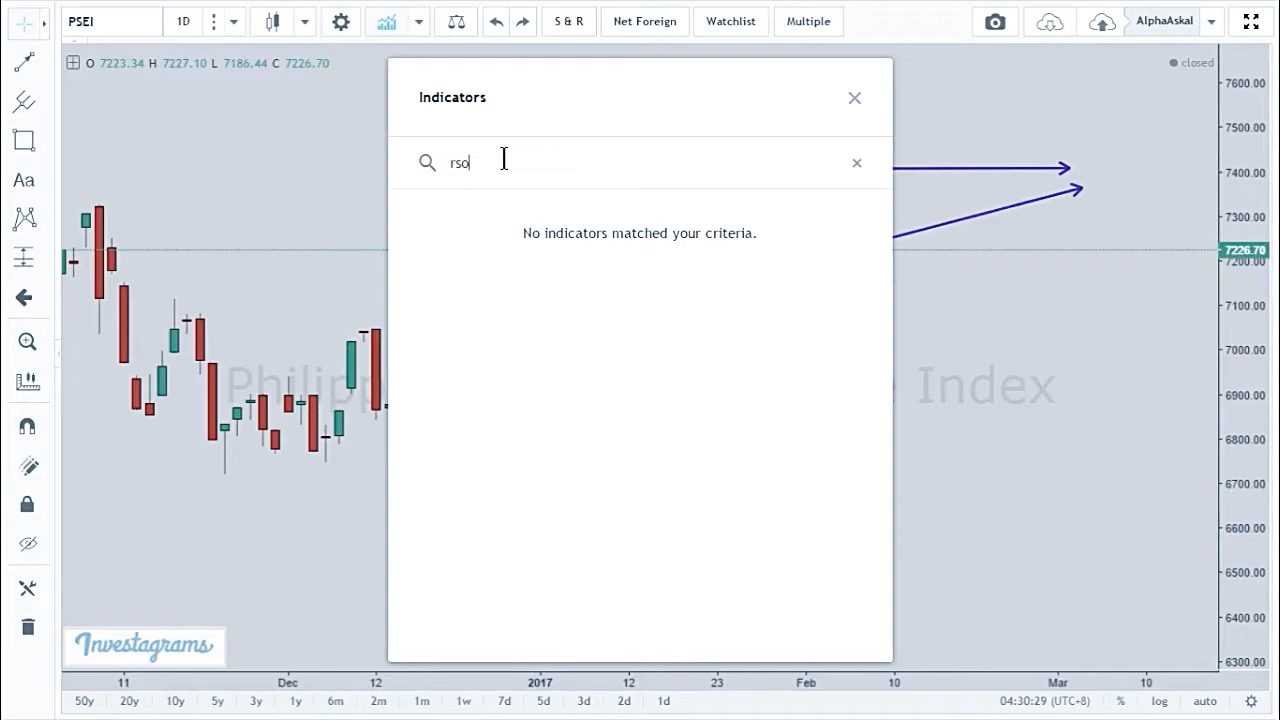 PSEI 1D S & R Net Foreign Watchlist Multiple AlphaAskal
O 7223.34 H 7227.10 L 7186.44 C 7226.70
closed
Indicators
rso
No indicators matched your criteria.
Aa
7600.00
7500.00
7400.00
7300.00
7226.70
7200.00
7100.00
7000.00
6900.00
6800.00
6700.00
6600.00
6500.00
6400.00
6300.00
Philipp e Index
Investagrams
11 Dec 12 2017 12 23 Feb 10 Mar 10
50y 20y 10y 5y 3y 1y 6m 2m 1m 1w 7d 5d 3d 2d 1d 04:30:29 (UTC+8) % log auto